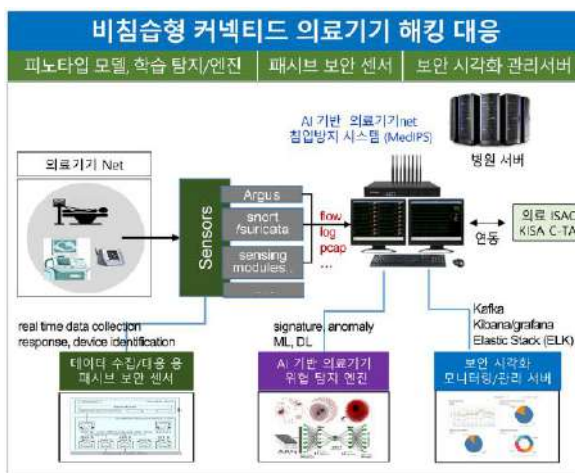 비침습형 커넥티드 의료기기 해킹 대응
피노타입 모델, 학습 탐지/엔진
패시브 보안 센서
보안 시각화 관리서버
AI 기반 의료기기net
침입방지 시스템 (MedIPS)
병원 서버
의료기기 Net
Sensors
Argus
snort
/suricata
sensing
modules..
......
flow
log
pcap
...
연동
의료 ISAC
KISA C-TA
real time data collection
response, device identification
signature, anomaly
ML, DL
Kafka
Kibana/grafana
Elastic Stack (ELK)
데이터 수집/대응 용
패시브 보안 센서
AI 기반 의료기기
위협 탐지 엔진
보안 시각화
모니터링/관리 서버